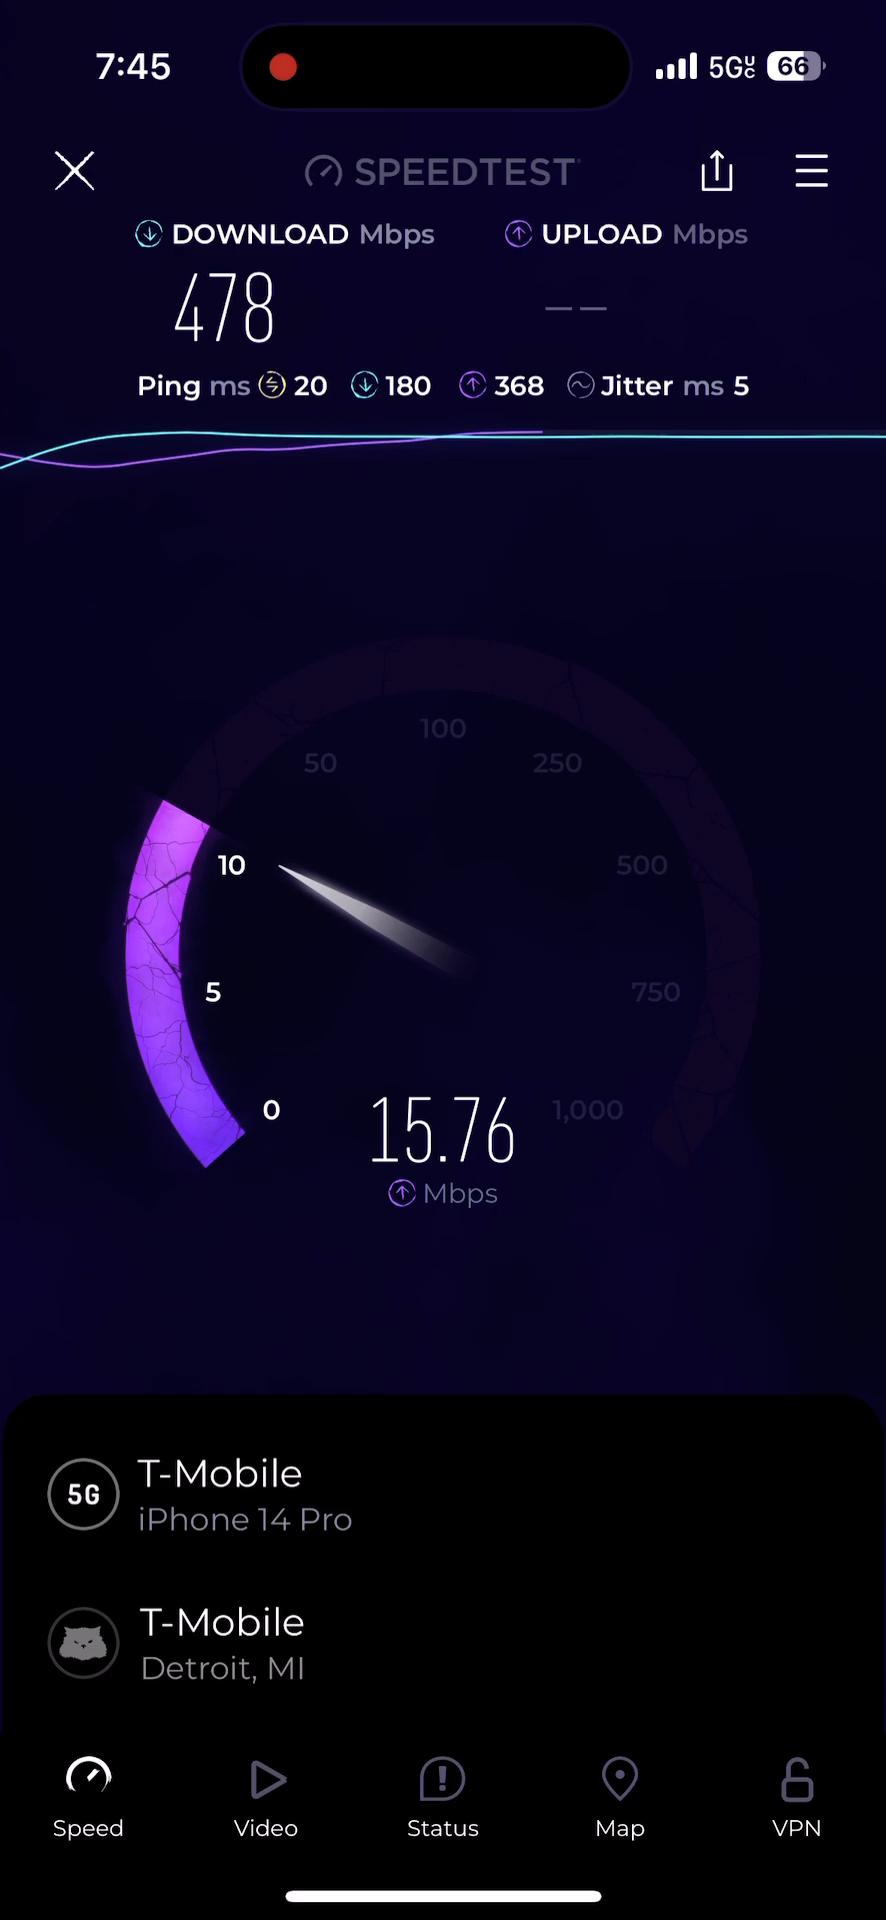 7:45 5Gᵁ꜀ 66
SPEEDTEST
DOWNLOAD Mbps UPLOAD Mbps
478 — —
Ping ms 20 180 368 Jitter ms 5
100
50 250
10 500
5 750
0 1,000
15.76
Mbps
5G T-Mobile
iPhone 14 Pro
T-Mobile
Detroit, MI
Speed Video Status Map VPN